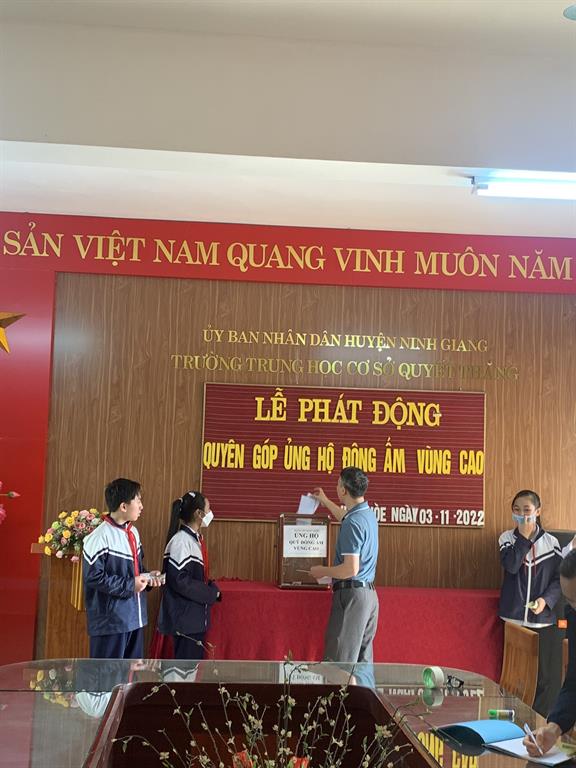 SẢN VIỆT NAM QUANG VINH MUÔN NĂM
ỦY BAN NHÂN DÂN HUYỆN NINH GIANG
TRƯỜNG TRUNG HỌC CƠ SỞ QUYẾT THẮNG
LỄ PHÁT ĐỘNG
QUYÊN GÓP ỦNG HỘ ĐÔNG ẤM VÙNG CAO
HÒE NGÀY 03-11-2022
ỦNG HỘ
QUỸ ĐÔNG ẤM
VÙNG CAO